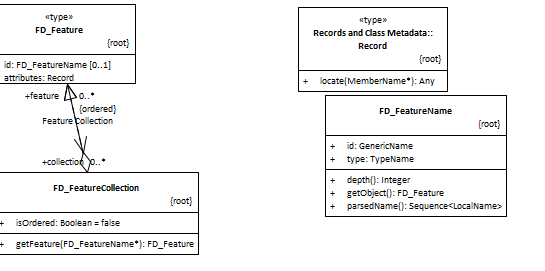 «type»
FD_Feature
{root}
id: FD_FeatureName [0..1]
attributes: Record
+feature 0..*
{ordered}
Feature Collection
+collection 0..*
FD_FeatureCollection
{root}
+ isOrdered: Boolean = false
+ getFeature(FD_FeatureName*): FD_Feature
«type»
Records and Class Metadata::
Record
{root}
+ locate(MemberName*): Any
FD_FeatureName
{root}
+ id: GenericName
+ type: TypeName
+ depth(): Integer
+ getObject(): FD_Feature
+ parsedName(): Sequence<LocalName>